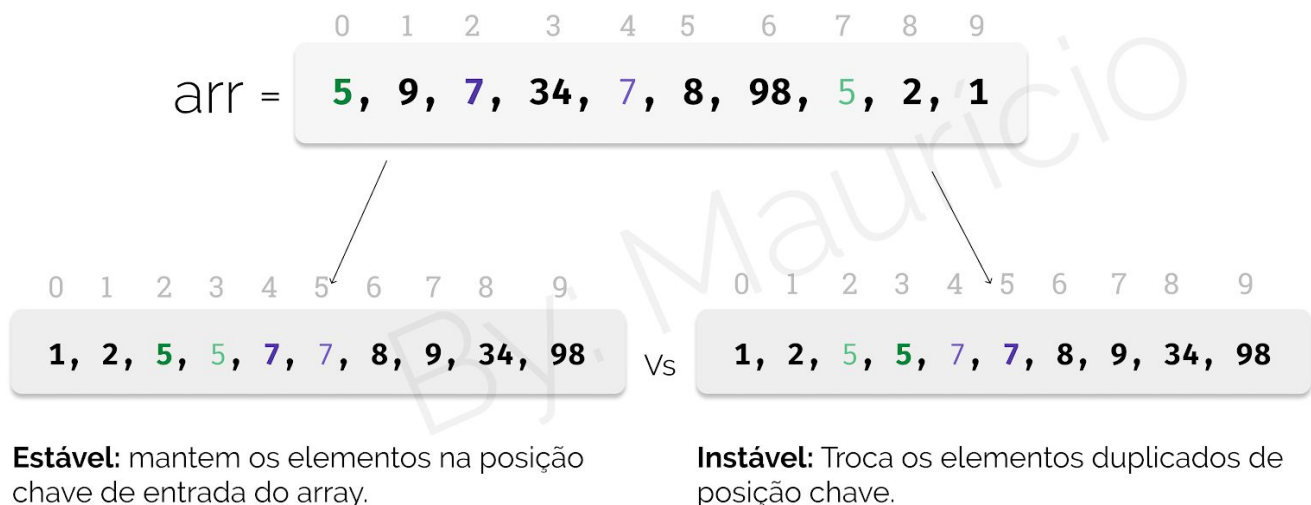 0 1 2 3 4 5 6 7 8 9
arr = 5, 9, 7, 34, 7, 8, 98, 5, 2, 1
0 1 2 3 4 5 6 7 8 9
1, 2, 5, 5, 7, 7, 8, 9, 34, 98
Vs
0 1 2 3 4 5 6 7 8 9
1, 2, 5, 5, 7, 7, 8, 9, 34, 98
Estável: mantem os elementos na posição
chave de entrada do array.
Instável: Troca os elementos duplicados de
posição chave.
By: Maurício